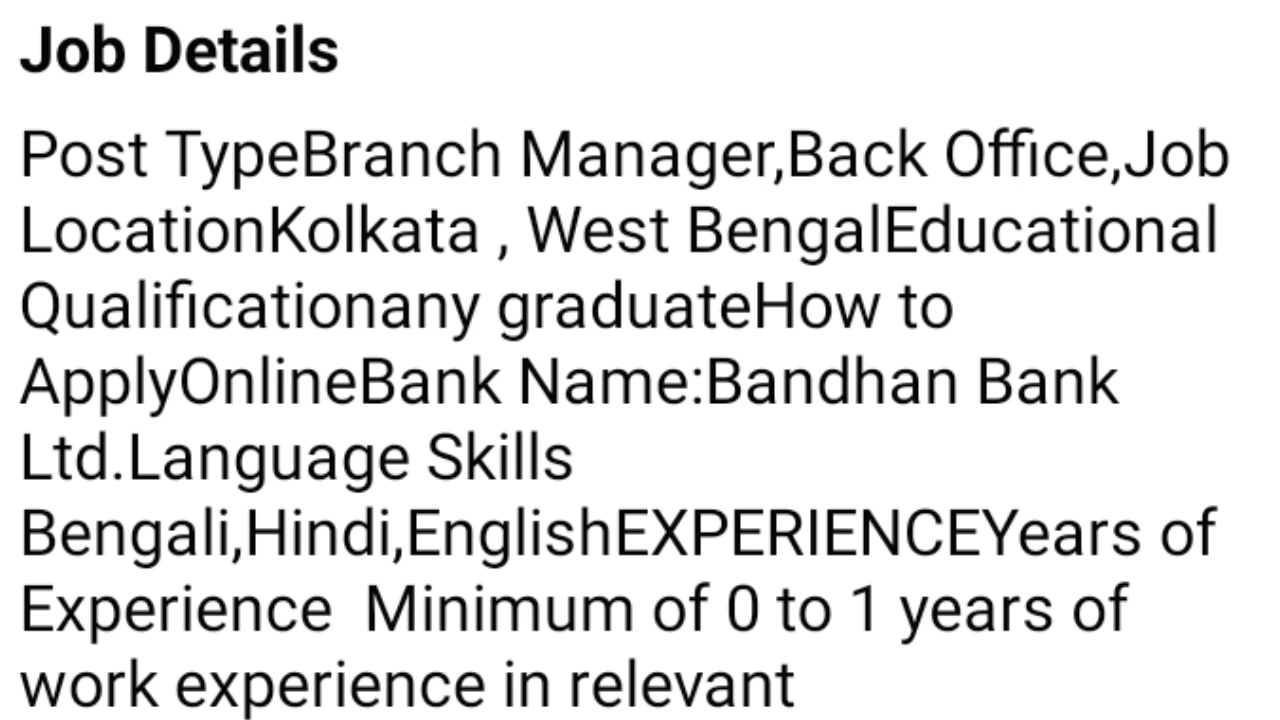 Job Details
Post TypeBranch Manager,Back Office,Job
LocationKolkata , West BengalEducational
Qualificationany graduateHow to
ApplyOnlineBank Name:Bandhan Bank
Ltd.Language Skills
Bengali,Hindi,EnglishEXPERIENCEYears of
Experience  Minimum of 0 to 1 years of
work experience in relevant